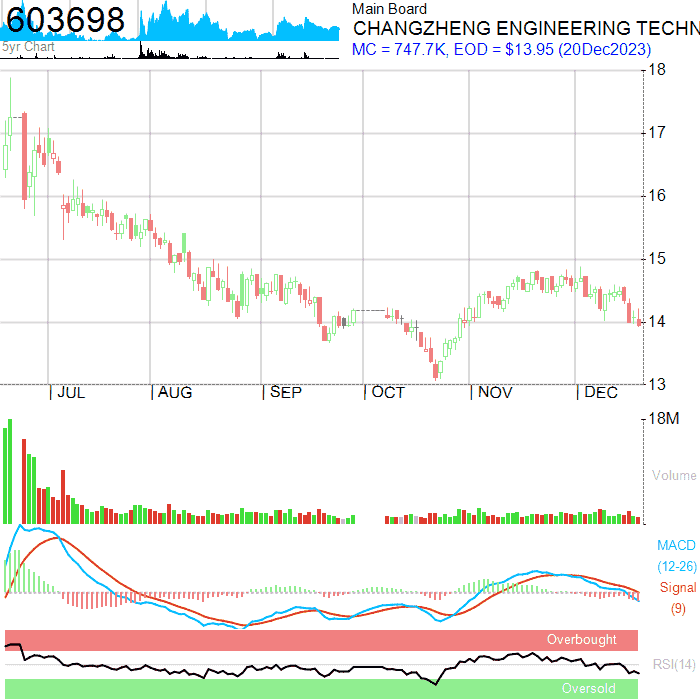 603698
5yr Chart
Main Board
CHANGZHENG ENGINEERING TECHN
MC = 747.7K, EOD = $13.95 (20Dec2023)
18
17
16
15
14
13
JUL
AUG
SEP
OCT
NOV
DEC
18M
Volume
MACD
(12-26)
Signal
(9)
Overbought
RSI(14)
Oversold